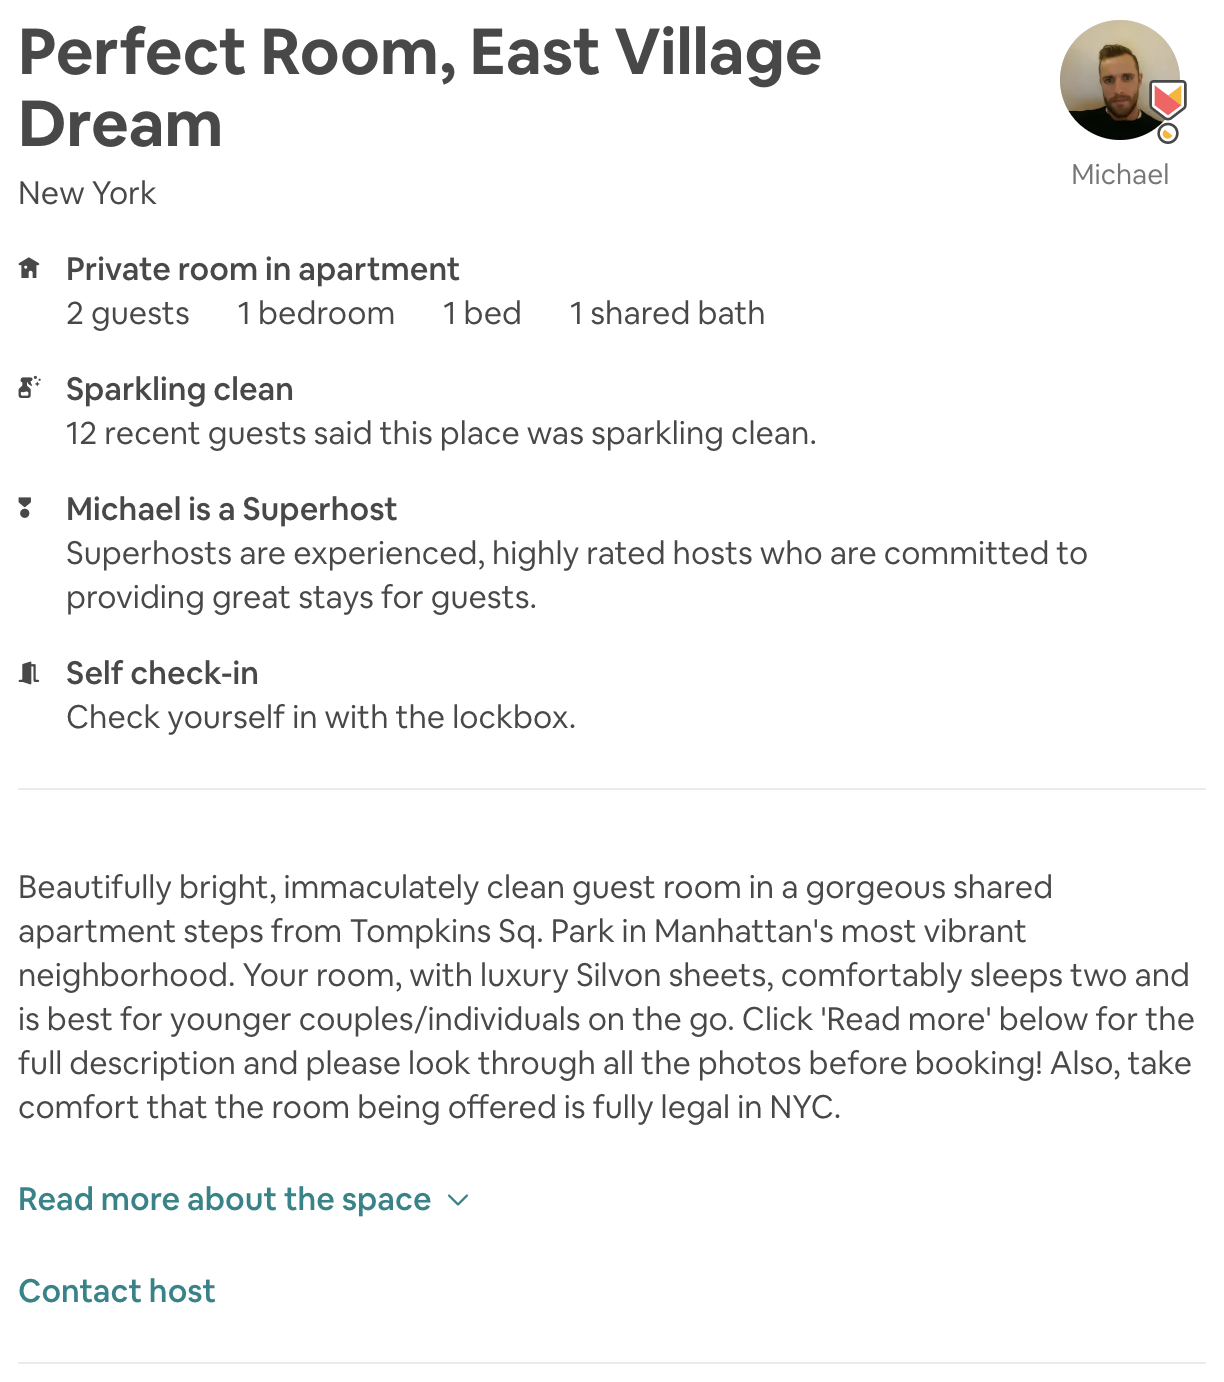 Perfect Room, East Village
Dream
Michael
New York
Private room in apartment
2 guests 1 bedroom 1 bed 1 shared bath
Sparkling clean
12 recent guests said this place was sparkling clean.
Michael is a Superhost
Superhosts are experienced, highly rated hosts who are committed to
providing great stays for guests.
Self check-in
Check yourself in with the lockbox.
Beautifully bright, immaculately clean guest room in a gorgeous shared
apartment steps from Tompkins Sq. Park in Manhattan's most vibrant
neighborhood. Your room, with luxury Silvon sheets, comfortably sleeps two and
is best for younger couples/individuals on the go. Click 'Read more' below for the
full description and please look through all the photos before booking! Also, take
comfort that the room being offered is fully legal in NYC.
Read more about the space
Contact host